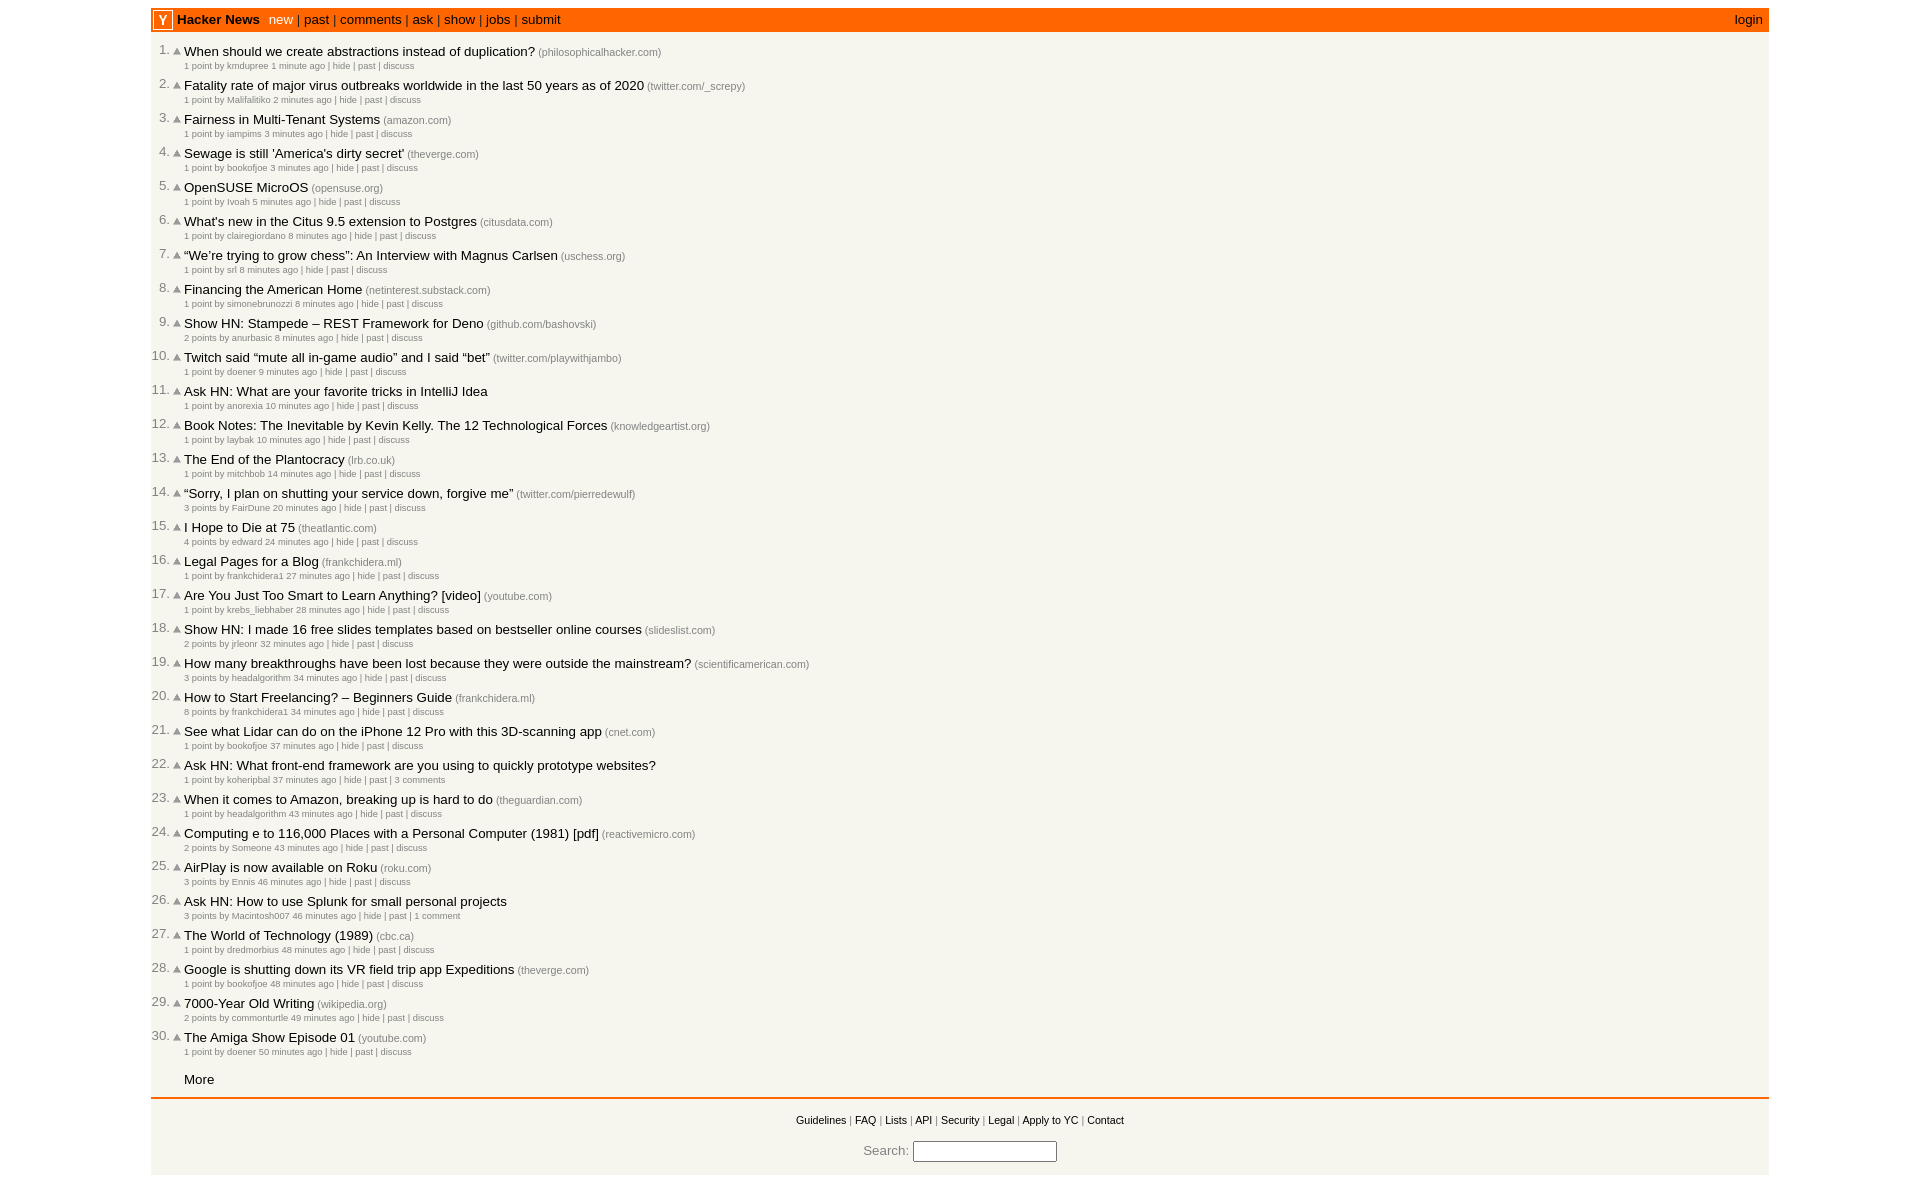 Y Hacker News new | past | comments | ask | show | jobs | submit login
1. When should we create abstractions instead of duplication? (philosophicalhacker.com)
1 point by kmdupree 1 minute ago | hide | past | discuss
2. Fatality rate of major virus outbreaks worldwide in the last 50 years as of 2020 (twitter.com/_screpy)
1 point by Malifalitiko 2 minutes ago | hide | past | discuss
3. Fairness in Multi-Tenant Systems (amazon.com)
1 point by iampims 3 minutes ago | hide | past | discuss
4. Sewage is still 'America's dirty secret' (theverge.com)
1 point by bookofjoe 3 minutes ago | hide | past | discuss
5. OpenSUSE MicroOS (opensuse.org)
1 point by Ivoah 5 minutes ago | hide | past | discuss
6. What's new in the Citus 9.5 extension to Postgres (citusdata.com)
1 point by clairegiordano 8 minutes ago | hide | past | discuss
7. “We’re trying to grow chess”: An Interview with Magnus Carlsen (uschess.org)
1 point by srl 8 minutes ago | hide | past | discuss
8. Financing the American Home (netinterest.substack.com)
1 point by simonebrunozzi 8 minutes ago | hide | past | discuss
9. Show HN: Stampede – REST Framework for Deno (github.com/bashovski)
2 points by anurbasic 8 minutes ago | hide | past | discuss
10. Twitch said “mute all in-game audio” and I said “bet” (twitter.com/playwithjambo)
1 point by doener 9 minutes ago | hide | past | discuss
11. Ask HN: What are your favorite tricks in IntelliJ Idea
1 point by anorexia 10 minutes ago | hide | past | discuss
12. Book Notes: The Inevitable by Kevin Kelly. The 12 Technological Forces (knowledgeartist.org)
1 point by laybak 10 minutes ago | hide | past | discuss
13. The End of the Plantocracy (lrb.co.uk)
1 point by mitchbob 14 minutes ago | hide | past | discuss
14. “Sorry, I plan on shutting your service down, forgive me” (twitter.com/pierredewulf)
3 points by FairDune 20 minutes ago | hide | past | discuss
15. I Hope to Die at 75 (theatlantic.com)
4 points by edward 24 minutes ago | hide | past | discuss
16. Legal Pages for a Blog (frankchidera.ml)
1 point by frankchidera1 27 minutes ago | hide | past | discuss
17. Are You Just Too Smart to Learn Anything? [video] (youtube.com)
1 point by krebs_liebhaber 28 minutes ago | hide | past | discuss
18. Show HN: I made 16 free slides templates based on bestseller online courses (slideslist.com)
2 points by jrleonr 32 minutes ago | hide | past | discuss
19. How many breakthroughs have been lost because they were outside the mainstream? (scientificamerican.com)
3 points by headalgorithm 34 minutes ago | hide | past | discuss
20. How to Start Freelancing? – Beginners Guide (frankchidera.ml)
8 points by frankchidera1 34 minutes ago | hide | past | discuss
21. See what Lidar can do on the iPhone 12 Pro with this 3D-scanning app (cnet.com)
1 point by bookofjoe 37 minutes ago | hide | past | discuss
22. Ask HN: What front-end framework are you using to quickly prototype websites?
1 point by koheripbal 37 minutes ago | hide | past | 3 comments
23. When it comes to Amazon, breaking up is hard to do (theguardian.com)
1 point by headalgorithm 43 minutes ago | hide | past | discuss
24. Computing e to 116,000 Places with a Personal Computer (1981) [pdf] (reactivemicro.com)
2 points by Someone 43 minutes ago | hide | past | discuss
25. AirPlay is now available on Roku (roku.com)
3 points by Ennis 46 minutes ago | hide | past | discuss
26. Ask HN: How to use Splunk for small personal projects
3 points by Macintosh007 46 minutes ago | hide | past | 1 comment
27. The World of Technology (1989) (cbc.ca)
1 point by dredmorbius 48 minutes ago | hide | past | discuss
28. Google is shutting down its VR field trip app Expeditions (theverge.com)
1 point by bookofjoe 48 minutes ago | hide | past | discuss
29. 7000-Year Old Writing (wikipedia.org)
2 points by commonturtle 49 minutes ago | hide | past | discuss
30. The Amiga Show Episode 01 (youtube.com)
1 point by doener 50 minutes ago | hide | past | discuss
More
Guidelines | FAQ | Lists | API | Security | Legal | Apply to YC | Contact
Search: